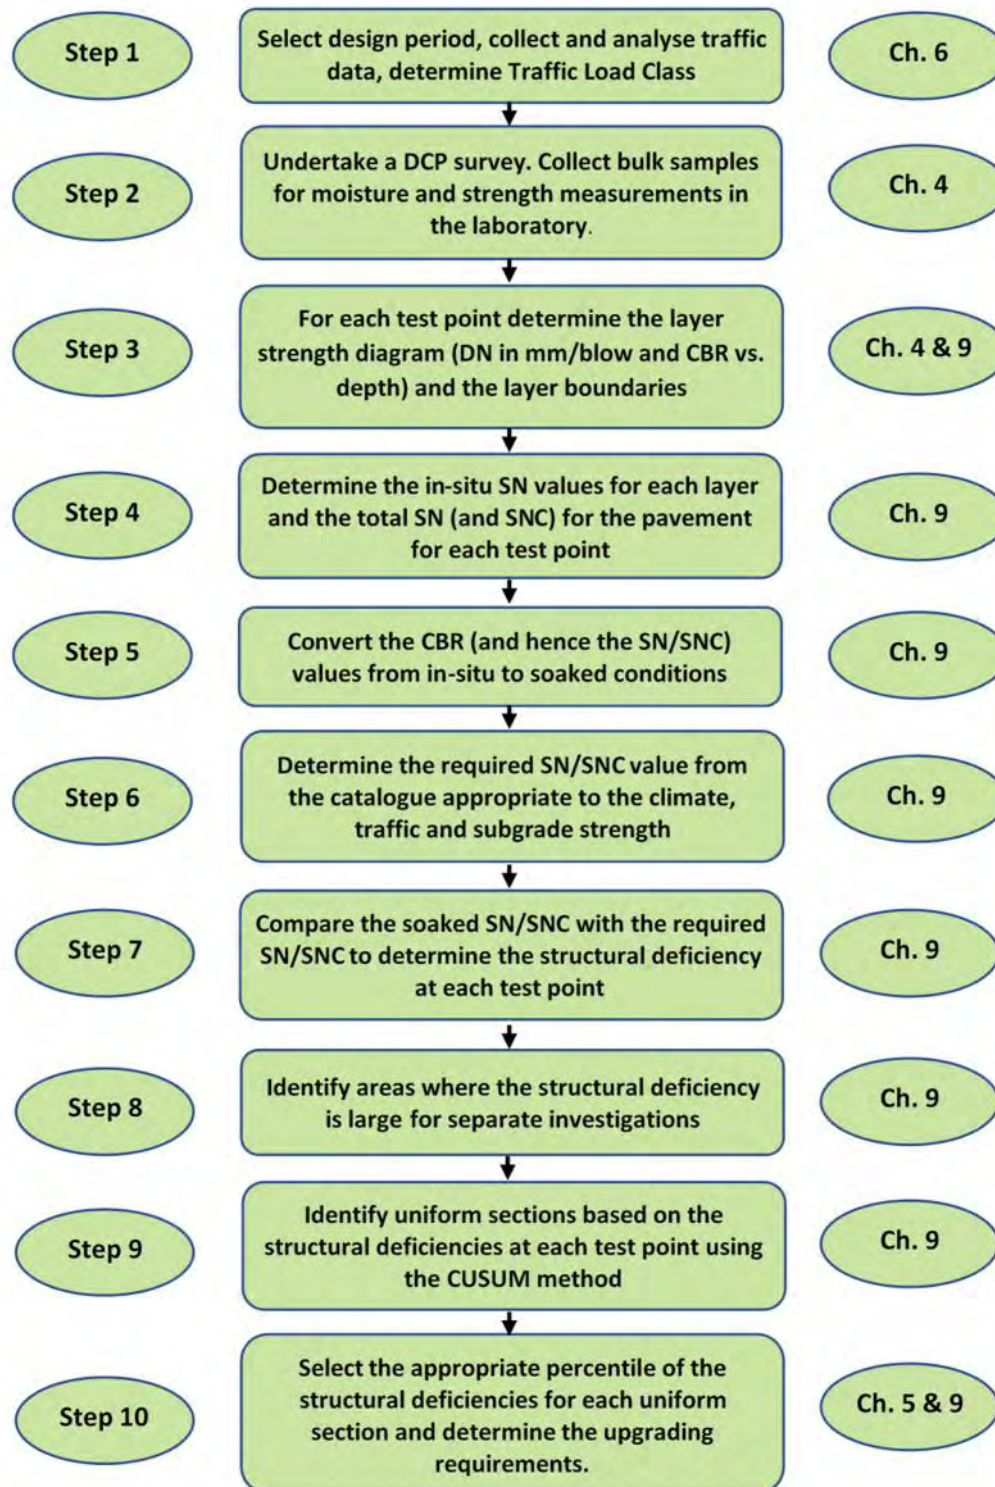 Step 1
Select design period, collect and analyse traffic
data, determine Traffic Load Class
Ch. 6
Step 2
Undertake a DCP survey. Collect bulk samples
for moisture and strength measurements in
the laboratory.
Ch. 4
Step 3
For each test point determine the layer
strength diagram (DN in mm/blow and CBR vs.
depth) and the layer boundaries
Ch. 4 & 9
Step 4
Determine the in-situ SN values for each layer
and the total SN (and SNC) for the pavement
for each test point
Ch. 9
Step 5
Convert the CBR (and hence the SN/SNC)
values from in-situ to soaked conditions
Ch. 9
Step 6
Determine the required SN/SNC value from
the catalogue appropriate to the climate,
traffic and subgrade strength
Ch. 9
Step 7
Compare the soaked SN/SNC with the required
SN/SNC to determine the structural deficiency
at each test point
Ch. 9
Step 8
Identify areas where the structural deficiency
is large for separate investigations
Ch. 9
Step 9
Identify uniform sections based on the
structural deficiencies at each test point using
the CUSUM method
Ch. 9
Step 10
Select the appropriate percentile of the
structural deficiencies for each uniform
section and determine the upgrading
requirements.
Ch. 5 & 9